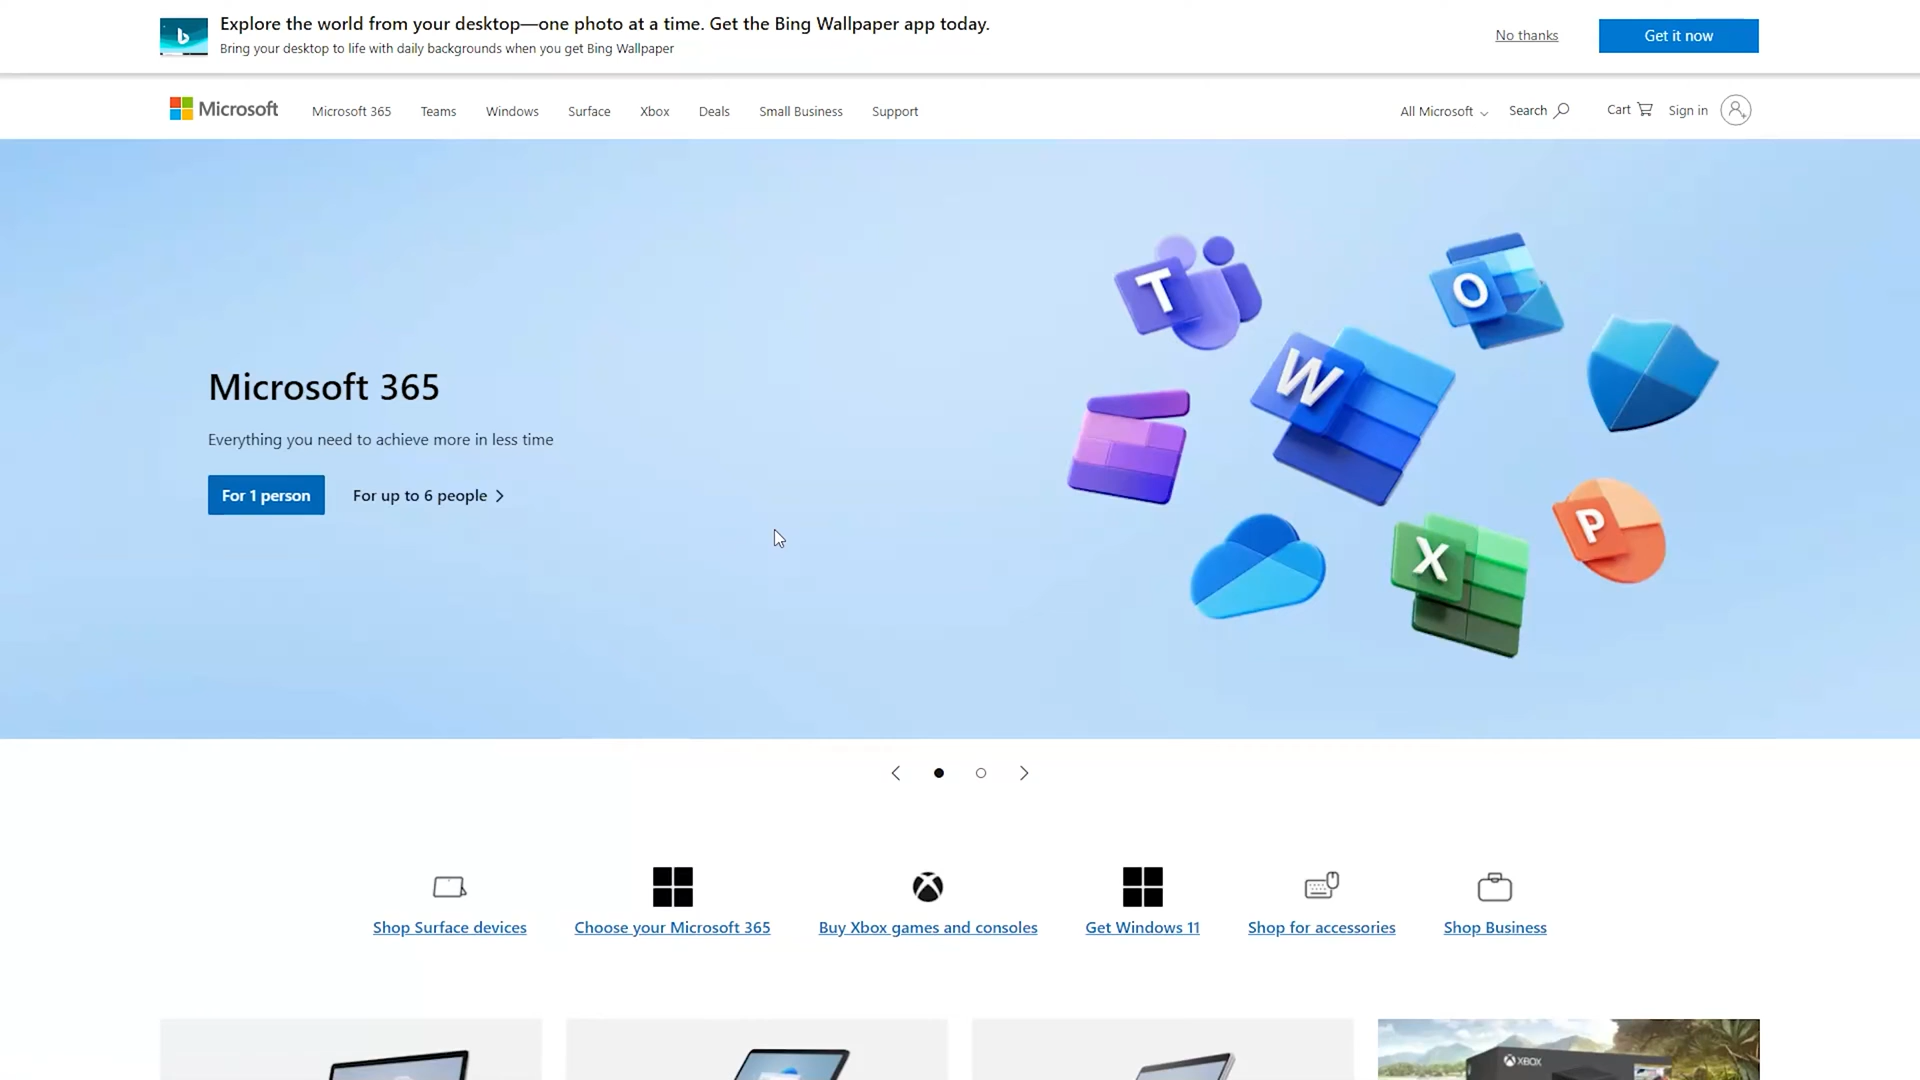 Explore the world from your desktop—one photo at a time. Get the Bing Wallpaper app today.
Bring your desktop to life with daily backgrounds when you get Bing Wallpaper
No thanks
Get it now
Microsoft
Microsoft 365
Teams
Windows
Surface
Xbox
Deals
Small Business
Support
All Microsoft
Search
Cart
Sign in
T
O
W
X
P
Microsoft 365
Everything you need to achieve more in less time
For 1 person
For up to 6 people
Shop Surface devices
Choose your Microsoft 365
Buy Xbox games and consoles
Get Windows 11
Shop for accessories
Shop Business
XBOX